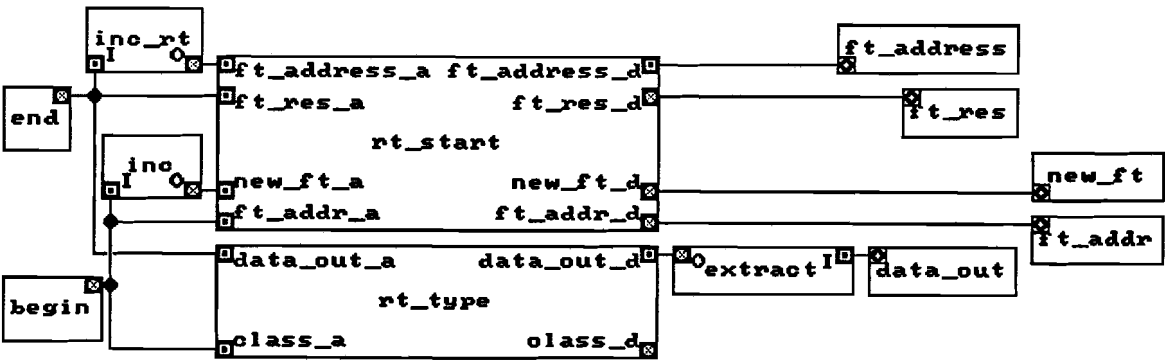 inc_rt
I O
ft_address
ft_address_a ft_address_d
ft_res_a ft_res_d
ft_res
end
rt_start
inc
I O
new_ft_a new_ft_d
new_ft
ft_addr_a ft_addr_d
ft_addr
data_out_a data_out_d
O extract I
data_out
begin
rt_type
class_a class_d